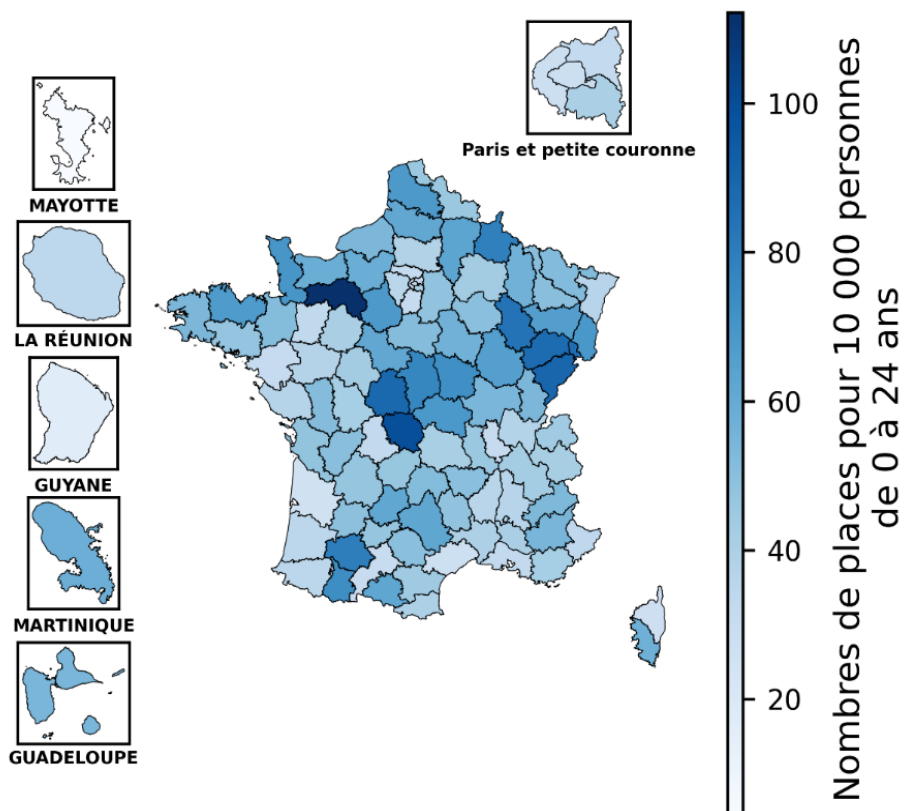 Paris et petite couronne
MAYOTTE
LA RÉUNION
GUYANE
MARTINIQUE
GUADELOUPE
100
80
60
40
20
Nombres de places pour 10 000 personnes
de 0 à 24 ans